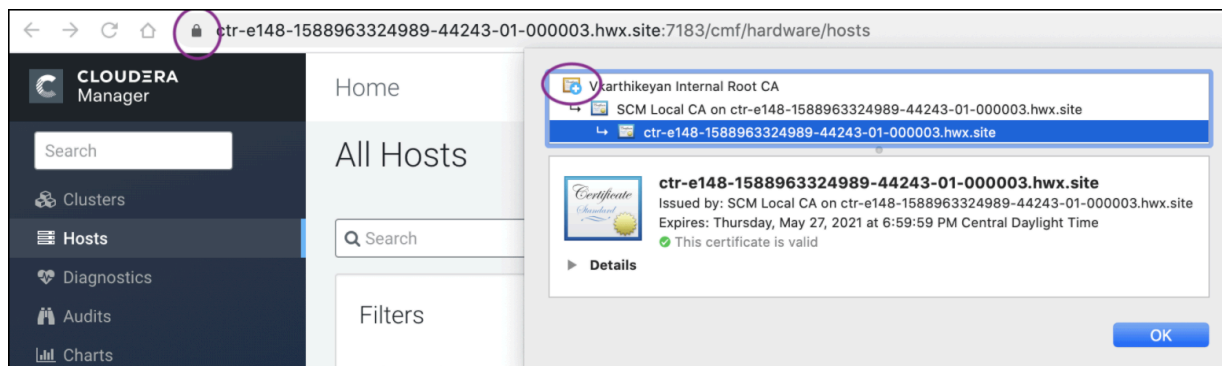 ctr-e148-1588963324989-44243-01-000003.hwx.site:7183/cmf/hardware/hosts
CLOUDERA
Manager
Search
Clusters
Hosts
Diagnostics
Audits
Charts
Home
All Hosts
Search
Filters
Vkarthikeyan Internal Root CA
SCM Local CA on ctr-e148-1588963324989-44243-01-000003.hwx.site
ctr-e148-1588963324989-44243-01-000003.hwx.site
Certificate
Standard
ctr-e148-1588963324989-44243-01-000003.hwx.site
Issued by: SCM Local CA on ctr-e148-1588963324989-44243-01-000003.hwx.site
Expires: Thursday, May 27, 2021 at 6:59:59 PM Central Daylight Time
This certificate is valid
Details
OK